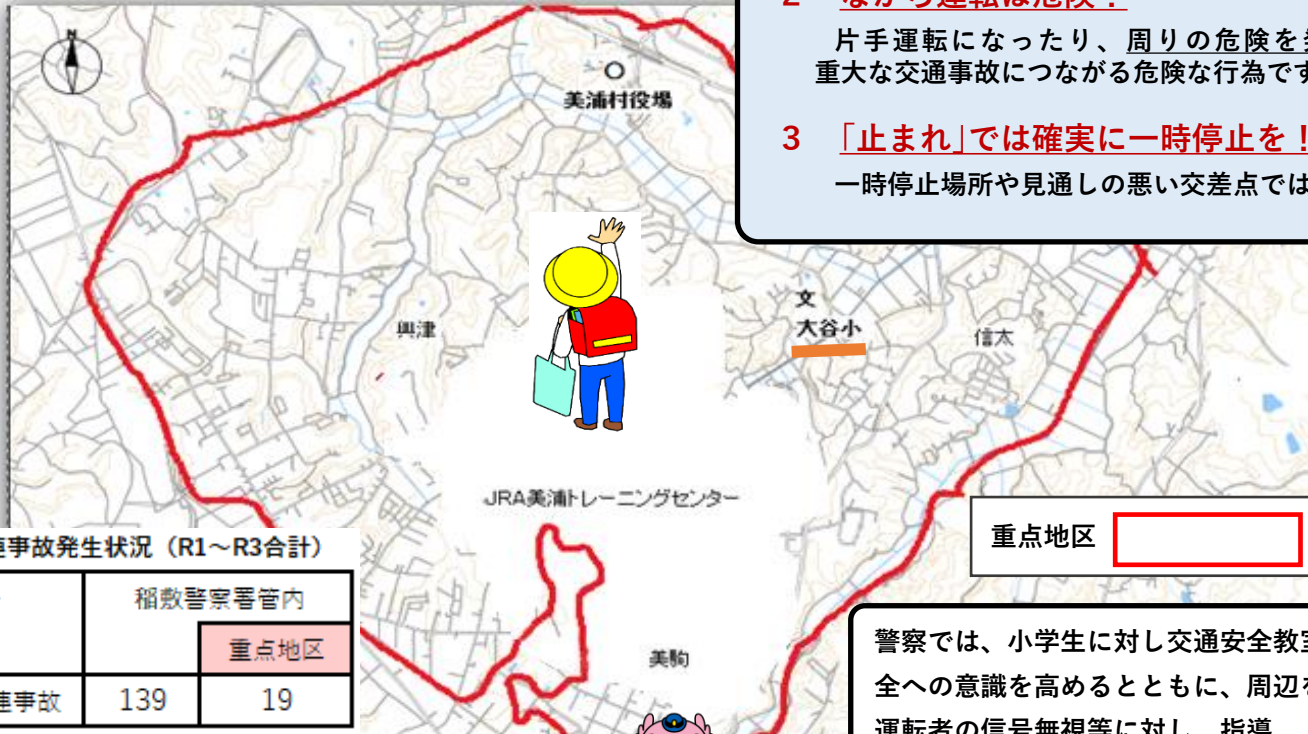 N
2 ながら運転は危険！
片手運転になったり、周りの危険を
重大な交通事故につながる危険な行為です
3 「止まれ」では確実に一時停止を！
一時停止場所や見通しの悪い交差点では
美浦村役場
文
大谷小
信太
興津
JRA美浦トレーニングセンター
美駒
重点地区
事故発生状況（R1～R3合計）
稲敷警察署管内
重点地区
事故 139 19
警察では、小学生に対し交通安全教室
全への意識を高めるとともに、周辺を
運転者の信号無視等に対し、指導